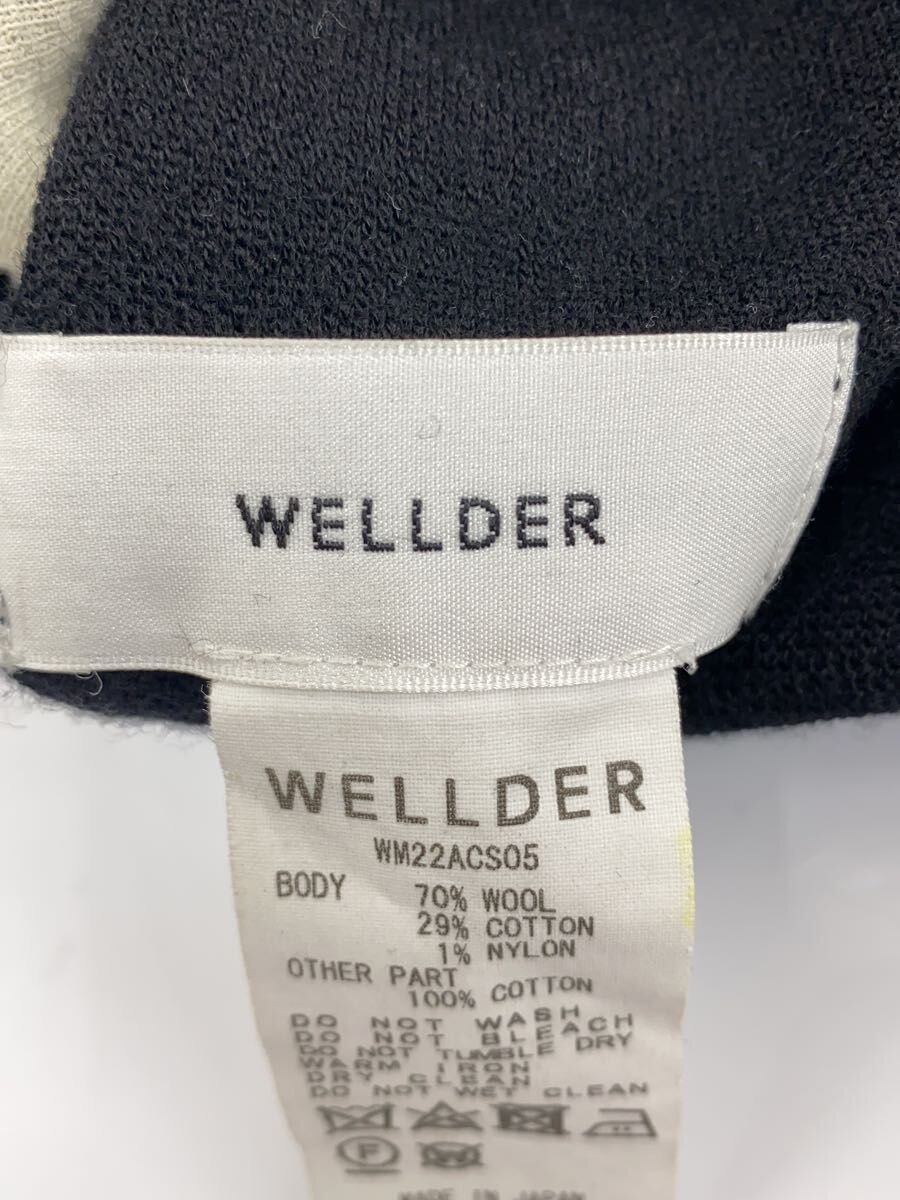 WELLDER
WELLDER
WM22ACS05
BODY 70% WOOL
29% COTTON
1% NYLON
OTHER PART
100% COTTON
DO NOT WASH
DO NOT BLEACH
DO NOT TUMBLE DRY
WARM IRON
DRY CLEAN
DO NOT WET CLEAN
F W
MADE IN JAPAN